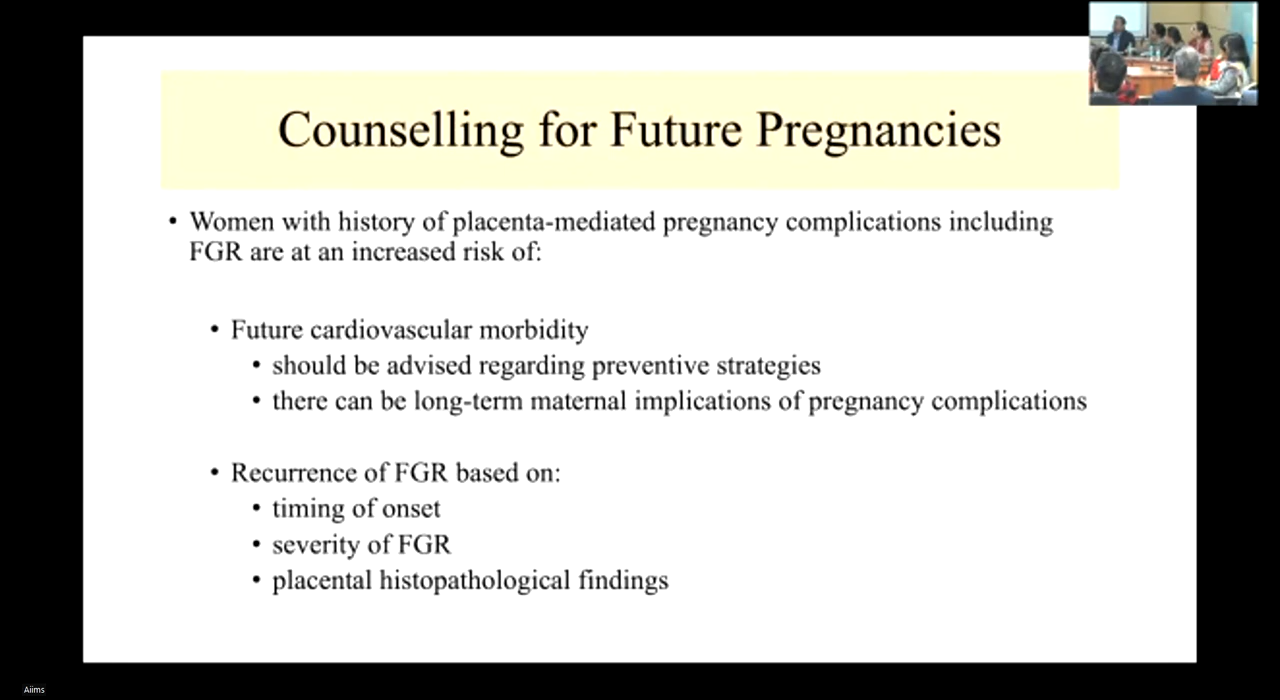 Counselling for Future Pregnancies
• Women with history of placenta-mediated pregnancy complications including
FGR are at an increased risk of:
• Future cardiovascular morbidity
• should be advised regarding preventive strategies
• there can be long-term maternal implications of pregnancy complications
• Recurrence of FGR based on:
• timing of onset
• severity of FGR
• placental histopathological findings
Aiims